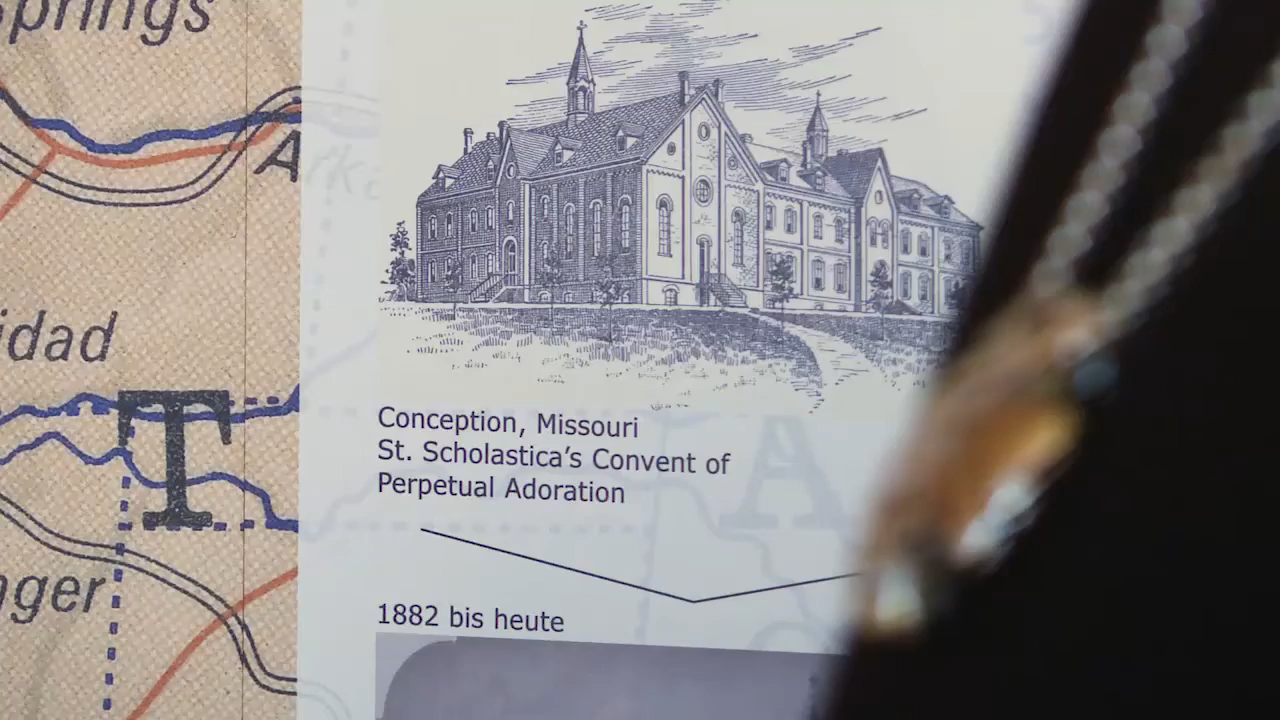 Springs
A
idad
T
nger
Conception, Missouri
St. Scholastica's Convent of
Perpetual Adoration
1882 bis heute